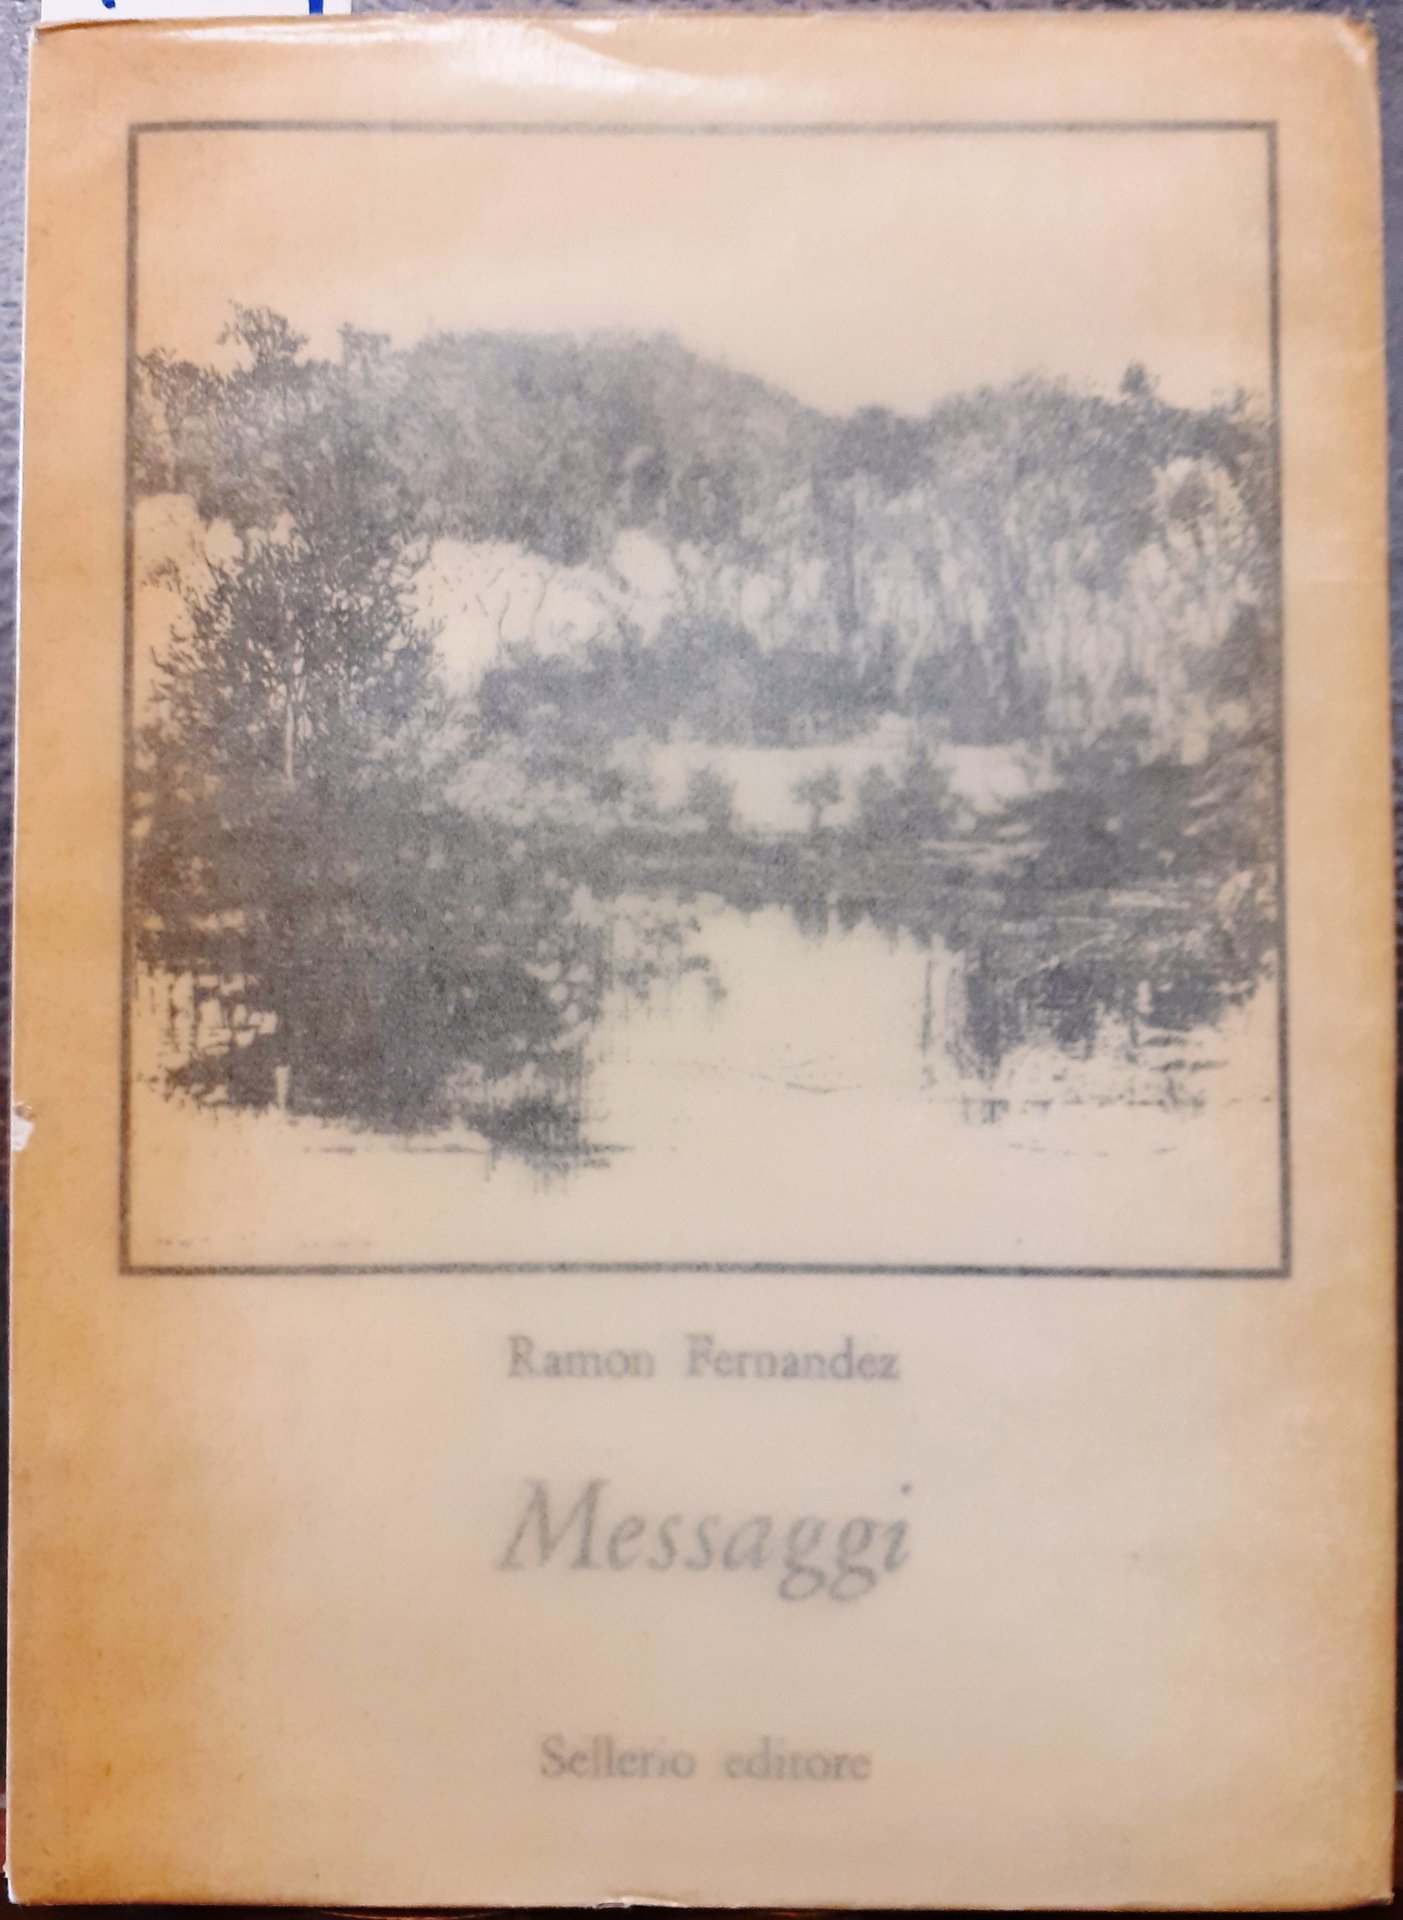 Ramon Fernandez
Messaggi
Sellerio editore